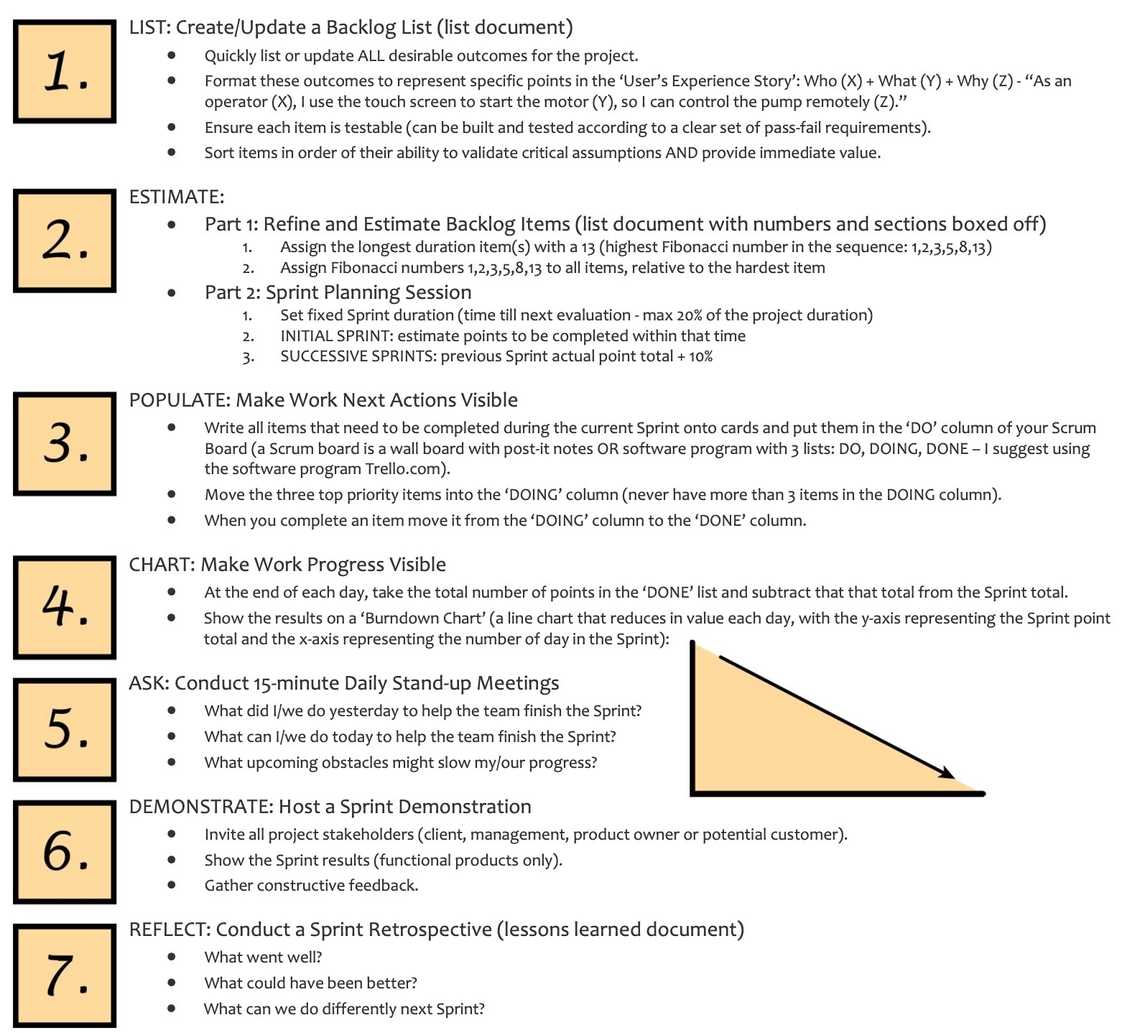 1.
LIST: Create/Update a Backlog List (list document)
• Quickly list or update ALL desirable outcomes for the project.
• Format these outcomes to represent specific points in the ‘User’s Experience Story’: Who (X) + What (Y) + Why (Z) - “As an
operator (X), I use the touch screen to start the motor (Y), so I can control the pump remotely (Z).”
• Ensure each item is testable (can be built and tested according to a clear set of pass-fail requirements).
• Sort items in order of their ability to validate critical assumptions AND provide immediate value.
2.
ESTIMATE:
• Part 1: Refine and Estimate Backlog Items (list document with numbers and sections boxed off)
1. Assign the longest duration item(s) with a 13 (highest Fibonacci number in the sequence: 1,2,3,5,8,13)
2. Assign Fibonacci numbers 1,2,3,5,8,13 to all items, relative to the hardest item
• Part 2: Sprint Planning Session
1. Set fixed Sprint duration (time till next evaluation - max 20% of the project duration)
2. INITIAL SPRINT: estimate points to be completed within that time
3. SUCCESSIVE SPRINTS: previous Sprint actual point total + 10%
3.
POPULATE: Make Work Next Actions Visible
• Write all items that need to be completed during the current Sprint onto cards and put them in the ‘DO’ column of your Scrum
Board (a Scrum board is a wall board with post-it notes OR software program with 3 lists: DO, DOING, DONE – I suggest using
the software program Trello.com).
• Move the three top priority items into the ‘DOING’ column (never have more than 3 items in the DOING column).
• When you complete an item move it from the ‘DOING’ column to the ‘DONE’ column.
4.
CHART: Make Work Progress Visible
• At the end of each day, take the total number of points in the ‘DONE’ list and subtract that that total from the Sprint total.
• Show the results on a ‘Burndown Chart’ (a line chart that reduces in value each day, with the y-axis representing the Sprint point
total and the x-axis representing the number of day in the Sprint):
5.
ASK: Conduct 15-minute Daily Stand-up Meetings
• What did I/we do yesterday to help the team finish the Sprint?
• What can I/we do today to help the team finish the Sprint?
• What upcoming obstacles might slow my/our progress?
6.
DEMONSTRATE: Host a Sprint Demonstration
• Invite all project stakeholders (client, management, product owner or potential customer).
• Show the Sprint results (functional products only).
• Gather constructive feedback.
7.
REFLECT: Conduct a Sprint Retrospective (lessons learned document)
• What went well?
• What could have been better?
• What can we do differently next Sprint?